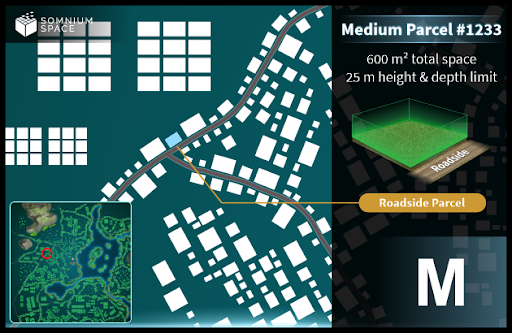 SOMNIUM
SPACE
Medium Parcel #1233
600 m² total space
25 m height & depth limit
Roadside
Roadside Parcel
M